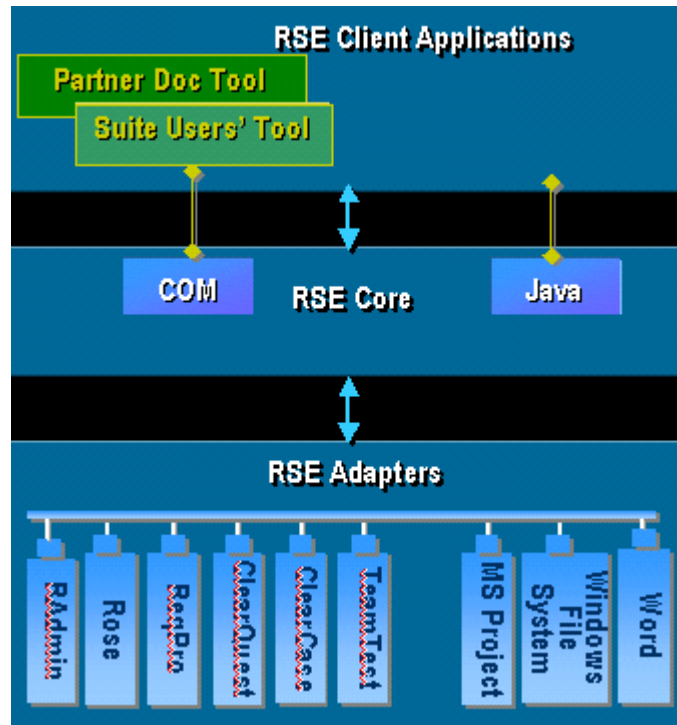 RSE Client Applications
Partner Doc Tool
Suite Users' Tool
COM
RSE Core
Java
RSE Adapters
RAdmin
Rose
ReqPro
ClearQuest
ClearCase
TeamTest
MS Project
Windows
File
System
Word